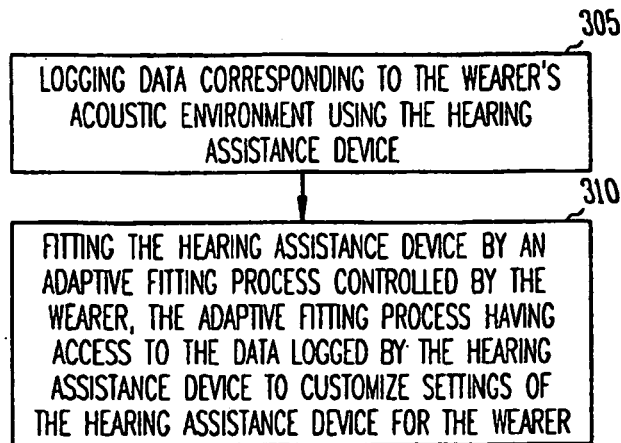 305
LOGGING DATA CORRESPONDING TO THE WEARER'S
ACOUSTIC ENVIRONMENT USING THE HEARING
ASSISTANCE DEVICE
310
FITTING THE HEARING ASSISTANCE DEVICE BY AN
ADAPTIVE FITTING PROCESS CONTROLLED BY THE
WEARER, THE ADAPTIVE FITTING PROCESS HAVING
ACCESS TO THE DATA LOGGED BY THE HEARING
ASSISTANCE DEVICE TO CUSTOMIZE SETTINGS OF
THE HEARING ASSISTANCE DEVICE FOR THE WEARER